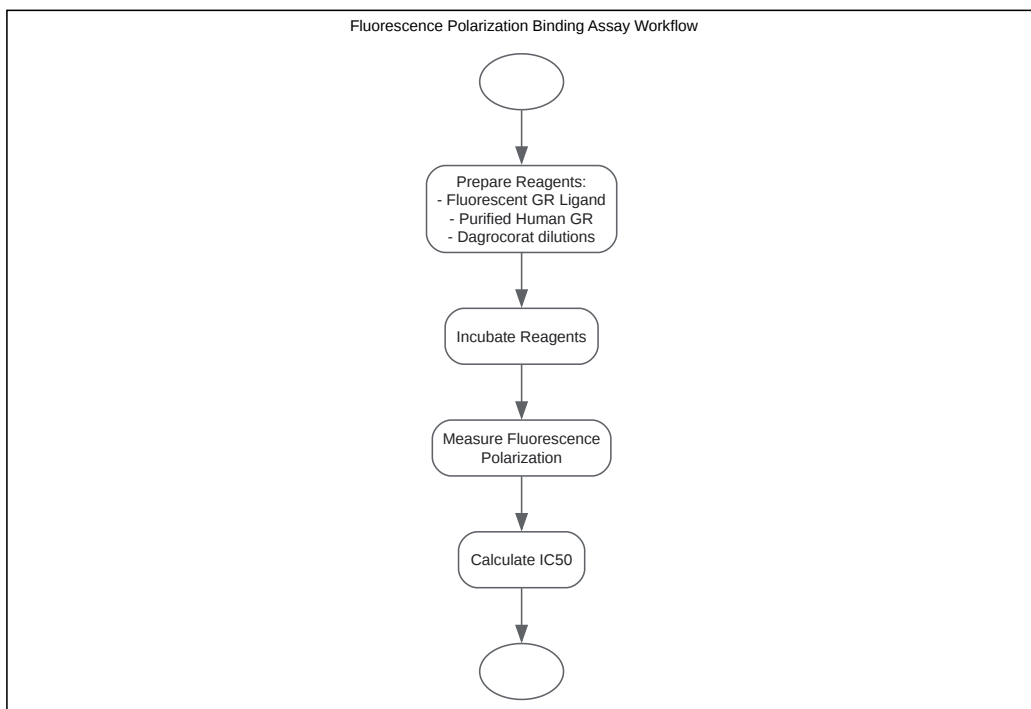 Fluorescence Polarization Binding Assay Workflow
Prepare Reagents:
- Fluorescent GR Ligand
- Purified Human GR
- Dagrocorat dilutions
Incubate Reagents
Measure Fluorescence
Polarization
Calculate IC50